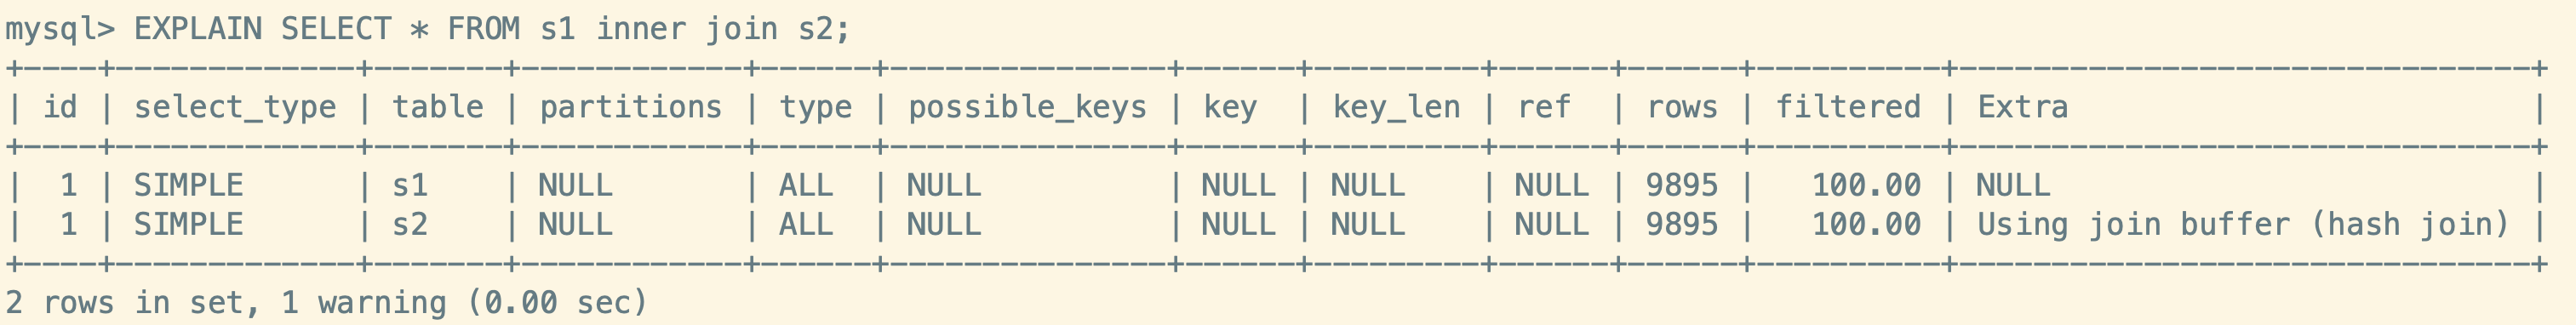 mysql> EXPLAIN SELECT * FROM s1 inner join s2;
+----+-------------+-------+------------+------+---------------+------+---------+------+------+----------+-------------------------------+
| id | select_type | table | partitions | type | possible_keys | key  | key_len | ref  | rows | filtered | Extra                         |
+----+-------------+-------+------------+------+---------------+------+---------+------+------+----------+-------------------------------+
|  1 | SIMPLE      | s1    | NULL       | ALL  | NULL          | NULL | NULL    | NULL | 9895 |   100.00 | NULL                          |
|  1 | SIMPLE      | s2    | NULL       | ALL  | NULL          | NULL | NULL    | NULL | 9895 |   100.00 | Using join buffer (hash join) |
+----+-------------+-------+------------+------+---------------+------+---------+------+------+----------+-------------------------------+
2 rows in set, 1 warning (0.00 sec)